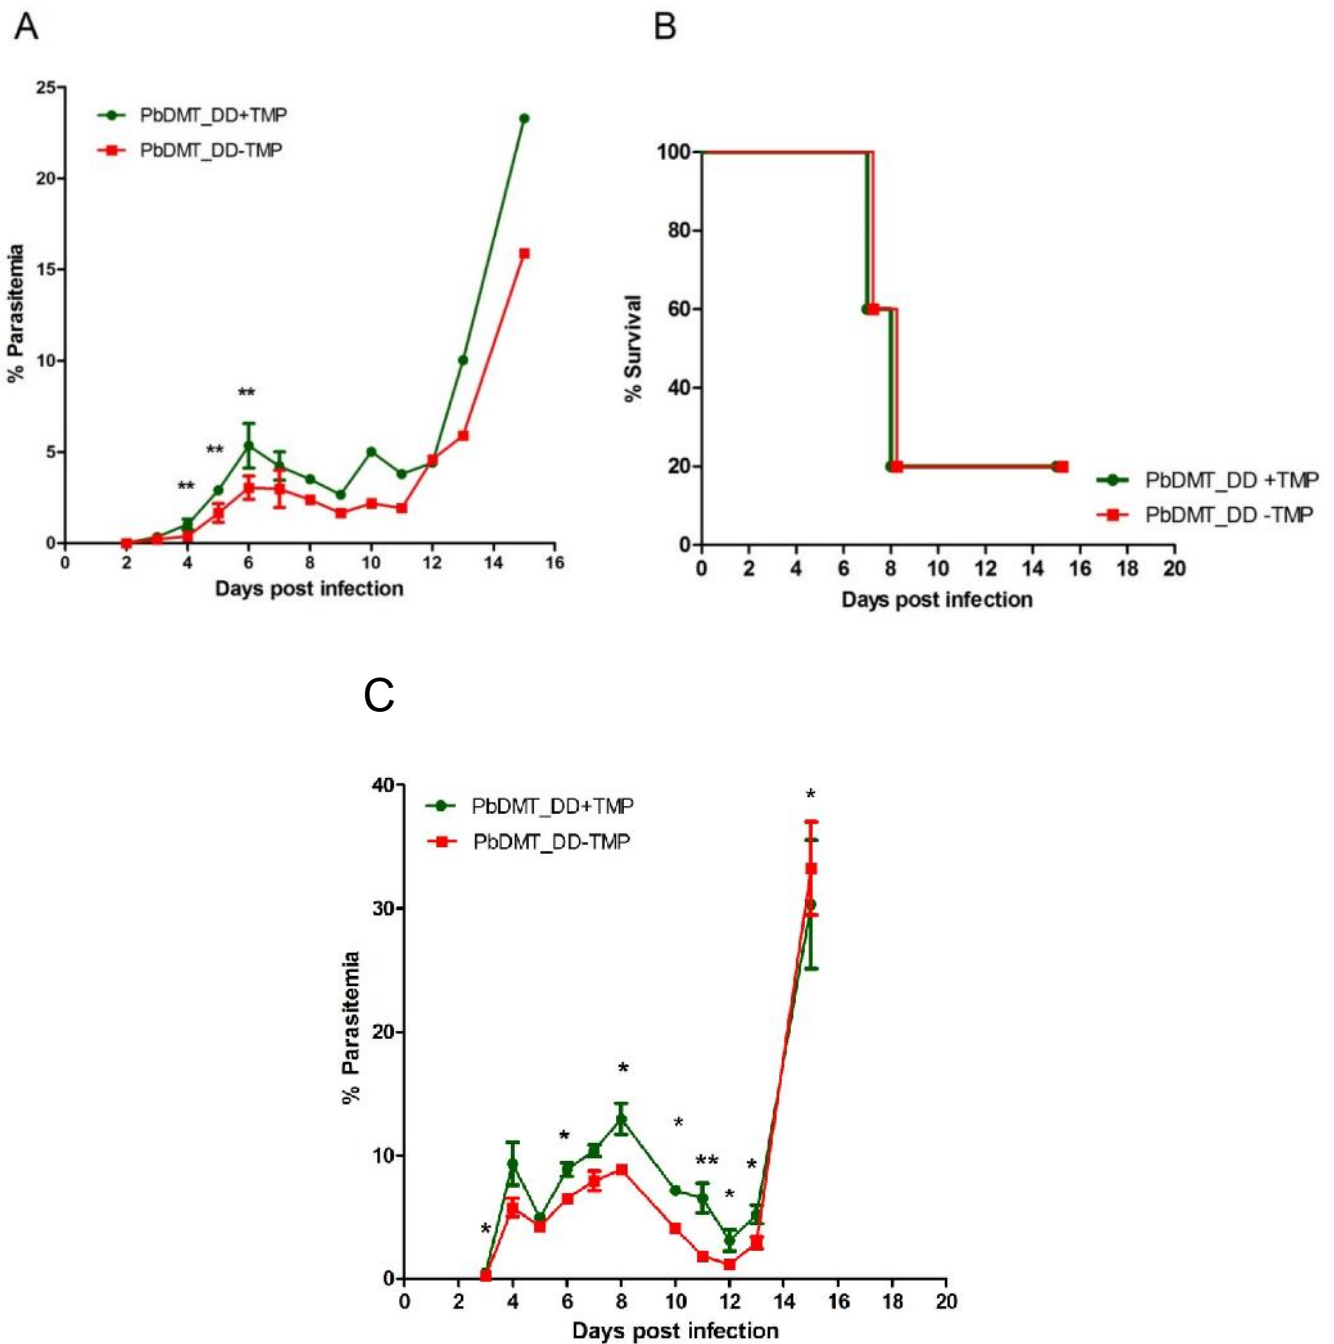 A
B
25
20
15
10
5
0
% Parasitemia
PbDMT_DD+TMP
PbDMT_DD-TMP
**
**
**
0 2 4 6 8 10 12 14 16
Days post infection
100
80
60
40
20
0
% Survival
PbDMT_DD +TMP
PbDMT_DD -TMP
0 2 4 6 8 10 12 14 16 18 20
Days post infection
C
40
30
20
10
0
% Parasitemia
PbDMT_DD+TMP
PbDMT_DD-TMP
*
*
*
*
**
*
*
*
0 2 4 6 8 10 12 14 16 18 20
Days post infection